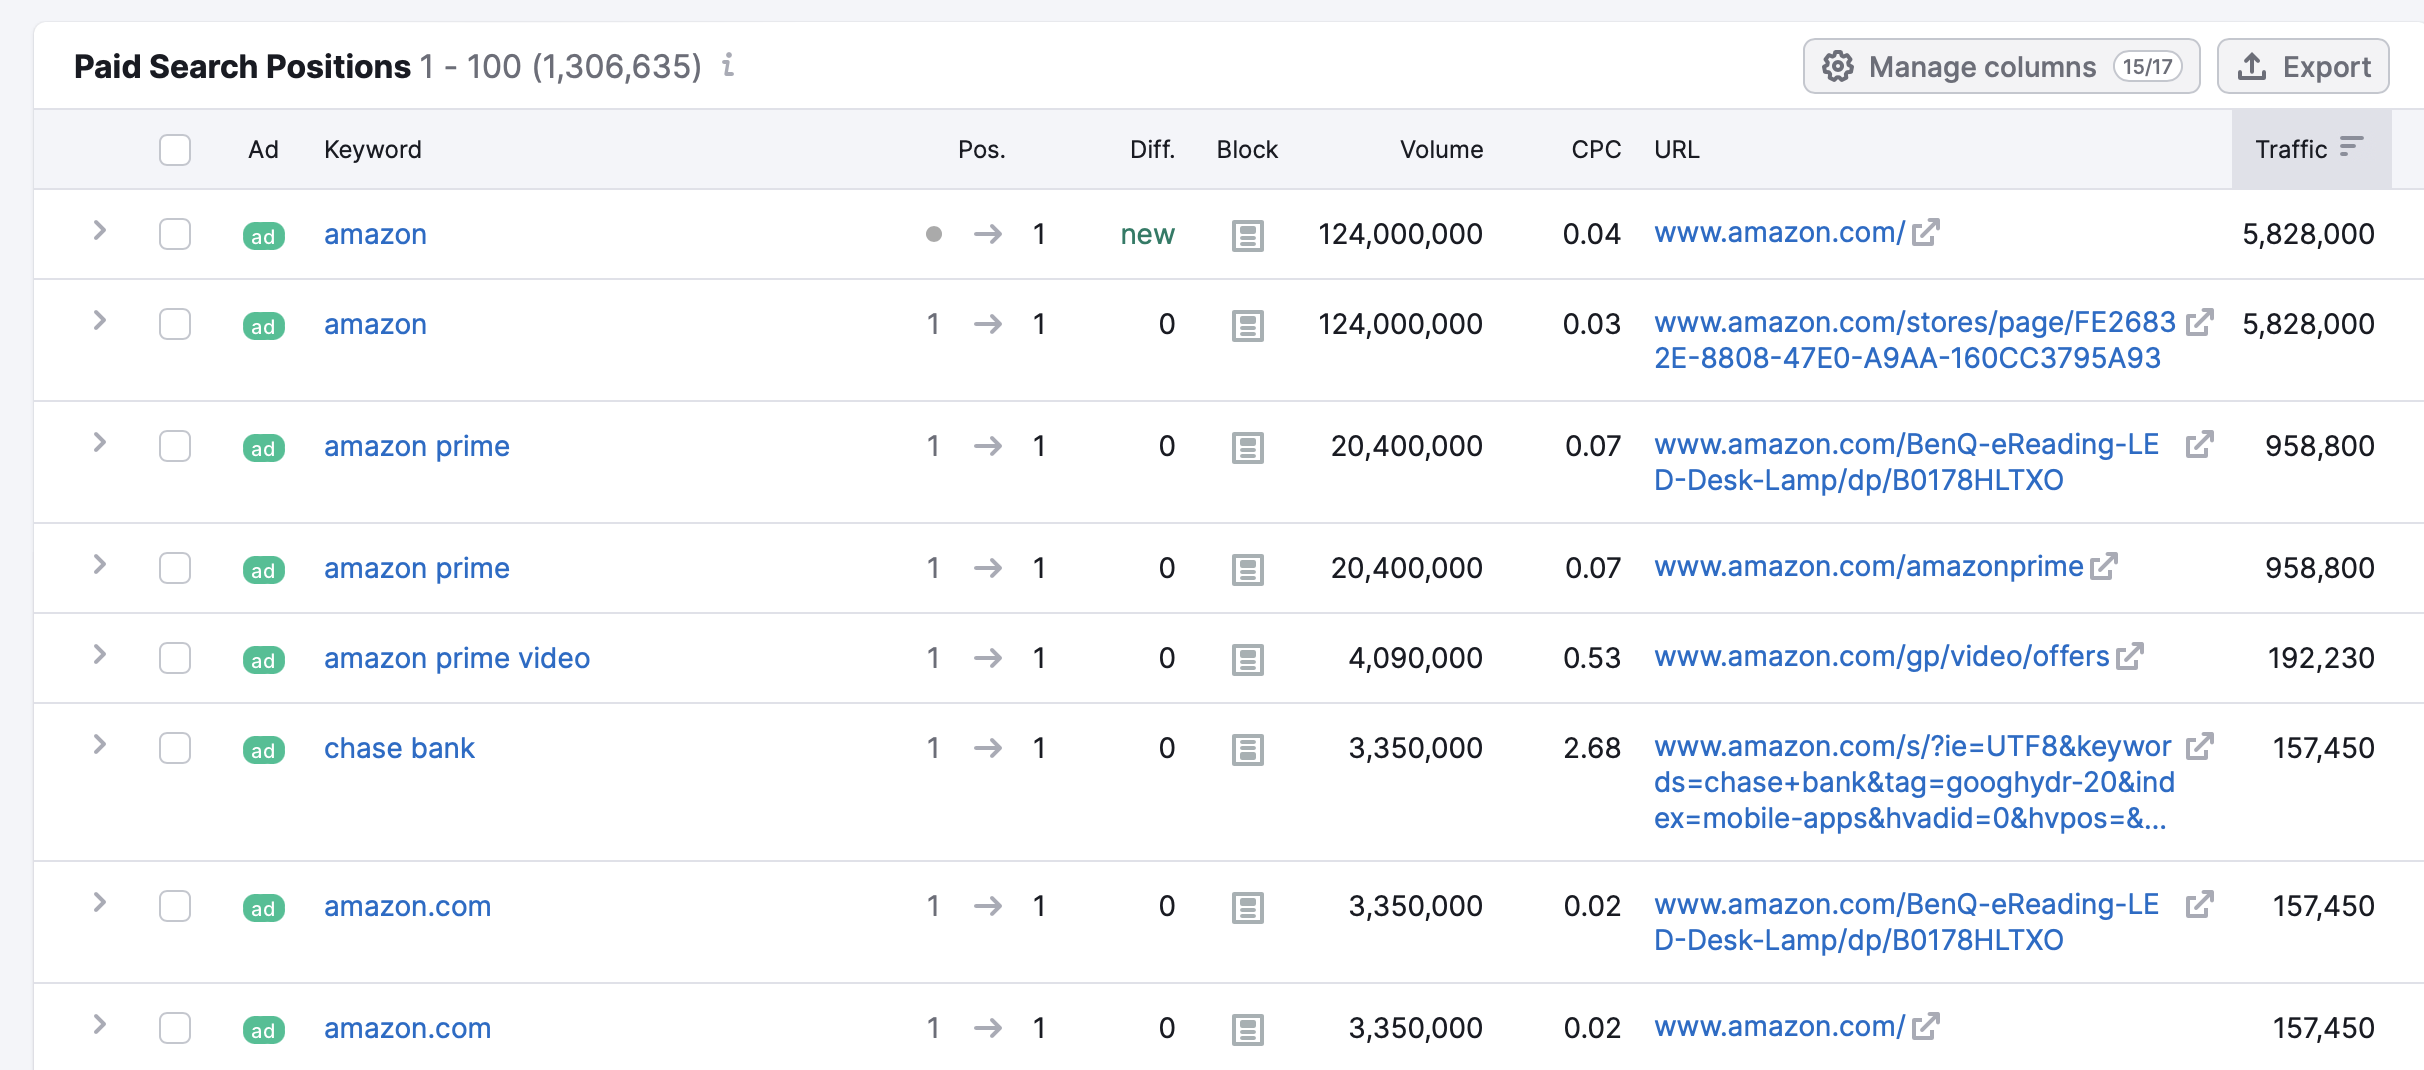 Paid Search Positions 1 - 100 (1,306,635) i Manage columns 15/17 Export
Ad Keyword Pos. Diff. Block Volume CPC URL Traffic
ad amazon 1 new 124,000,000 0.04 www.amazon.com/ 5,828,000
ad amazon 1 → 1 0 124,000,000 0.03 www.amazon.com/stores/page/FE2683 5,828,000
2E-8808-47E0-A9AA-160CC3795A93
ad amazon prime 1 → 1 0 20,400,000 0.07 www.amazon.com/BenQ-eReading-LE 958,800
D-Desk-Lamp/dp/B0178HLTXO
ad amazon prime 1 → 1 0 20,400,000 0.07 www.amazon.com/amazonprime 958,800
ad amazon prime video 1 → 1 0 4,090,000 0.53 www.amazon.com/gp/video/offers 192,230
ad chase bank 1 → 1 0 3,350,000 2.68 www.amazon.com/s/?ie=UTF8&keywor 157,450
ds=chase+bank&tag=googhydr-20&ind
ex=mobile-apps&hvadid=0&hvpos=&...
ad amazon.com 1 → 1 0 3,350,000 0.02 www.amazon.com/BenQ-eReading-LE 157,450
D-Desk-Lamp/dp/B0178HLTXO
ad amazon.com 1 → 1 0 3,350,000 0.02 www.amazon.com/ 157,450